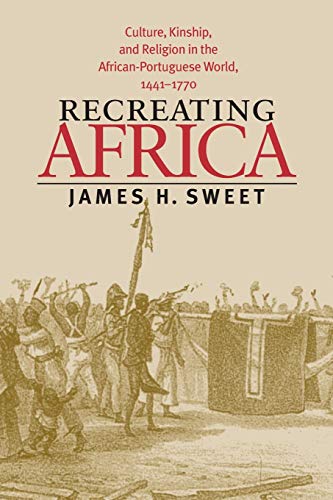 Culture, Kinship,
and Religion in the
African-Portuguese World,
1441–1770
RECREATING
AFRICA
JAMES H. SWEET